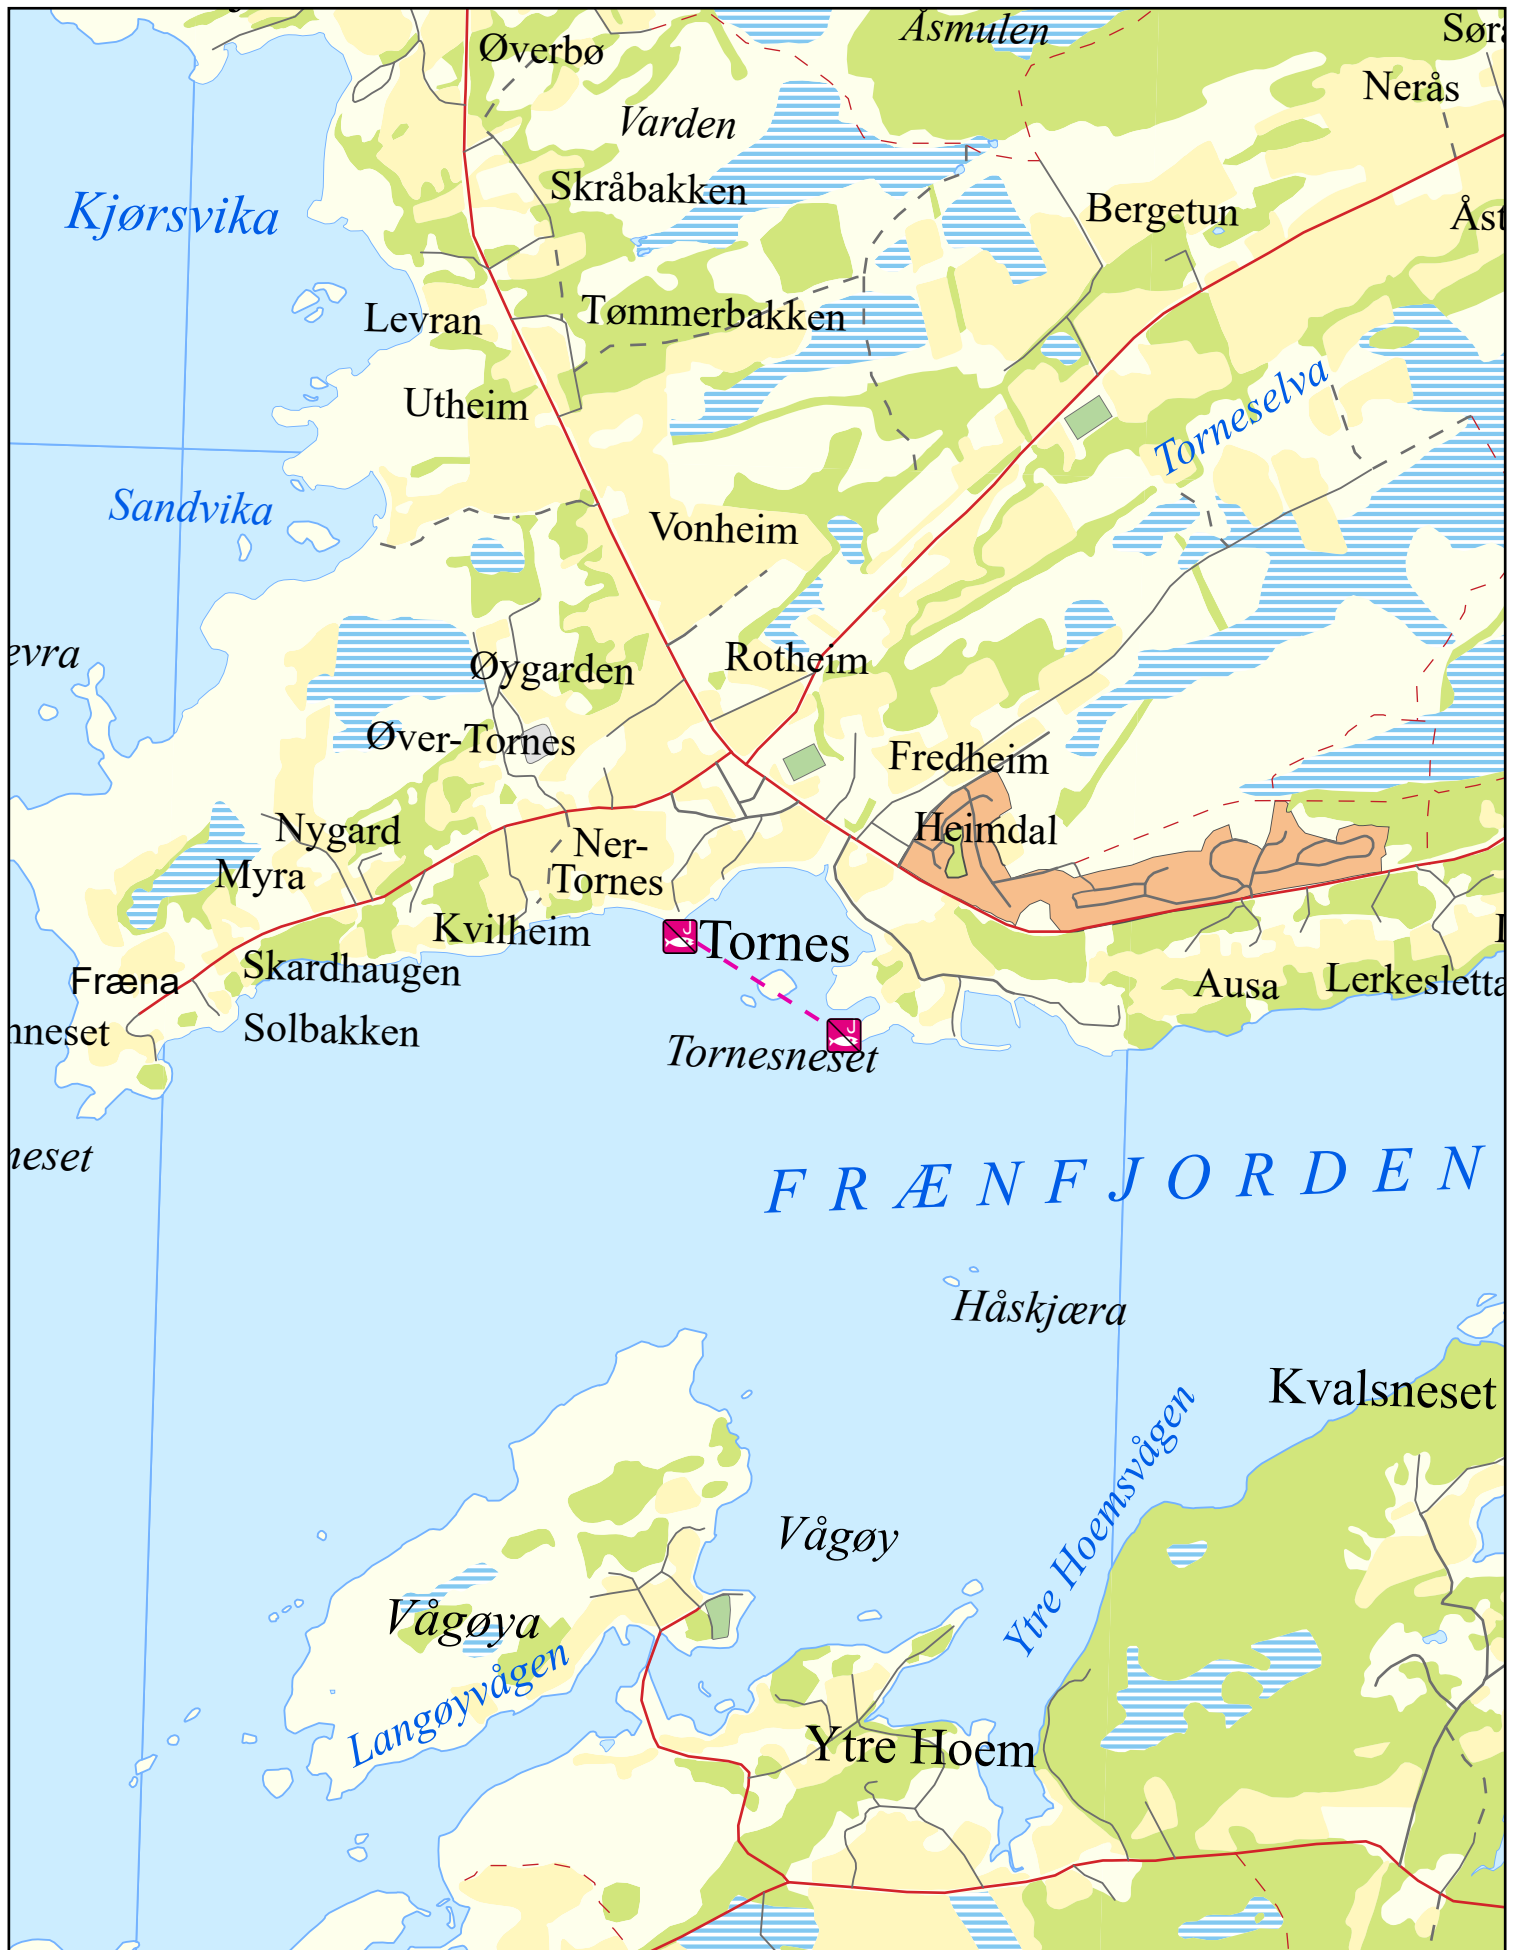 Øverbø
Åsmulen
Nerås
Varden
Skråbakken
Bergetun
Kjørsvika
Levran
Tømmerbakken
Utheim
Torneselva
Sandvika
Vonheim
Øygarden
Rotheim
Øver-Tornes
Fredheim
Nygard
Heimdal
Ner-
Tornes
Myra
Kvilheim
Tornes
Fræna
Skardhaugen
Ausa
Lerkesletta
Solbakken
Tornesneset
FRÆNFJORDEN
Håskjæra
Kvalsneset
Ytre Hoemsvågen
Vågøy
Vågøya
Langøyvågen
Ytre Hoem